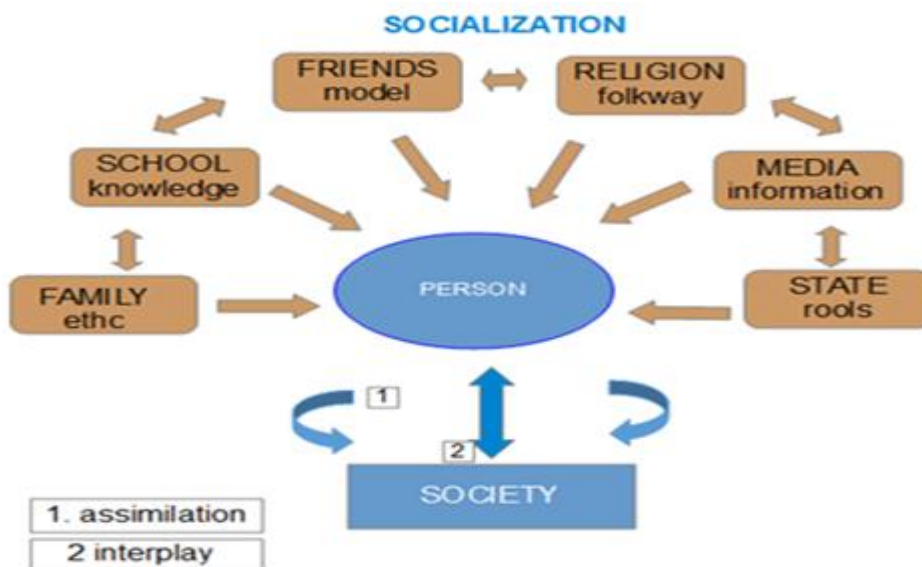 SOCIALIZATION
FRIENDS
model
RELIGION
folkway
SCHOOL
knowledge
MEDIA
information
FAMILY
ethc
PERSON
STATE
rools
1
2
SOCIETY
1. assimilation
2 interplay